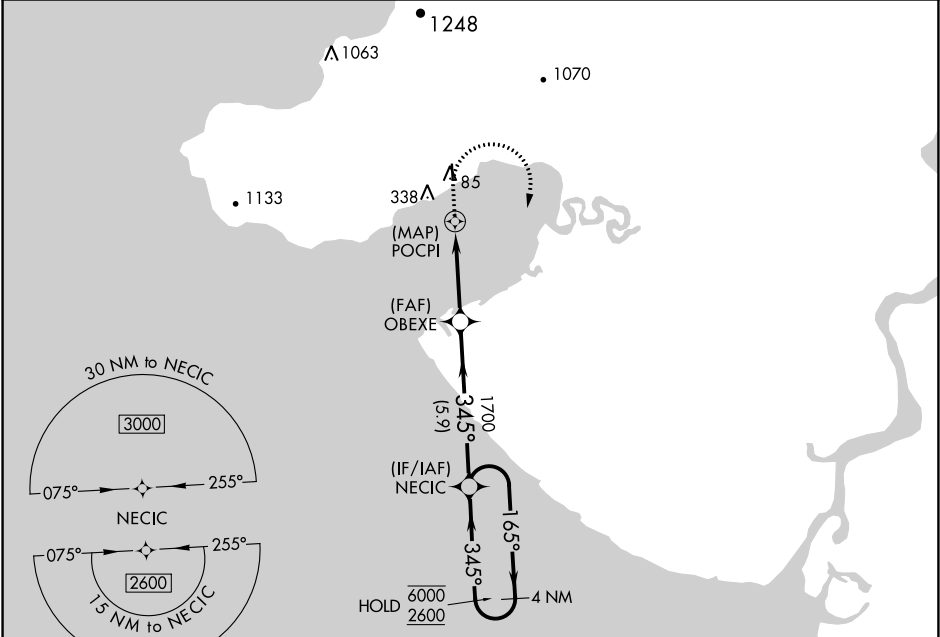 1248
1063
1070
85
338
1133
(MAP)
POCPI
(FAF)
OBEXE
30 NM to NECIC
3000
345°
1700
(5.9)
(IF/IAF)
NECIC
075°
255°
NECIC
165°
075°
255°
345°
2600
15 NM to NECIC
HOLD 6000
2600
4 NM